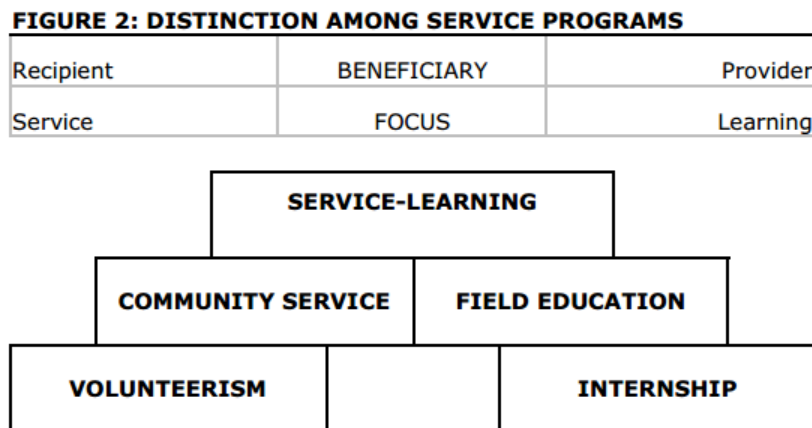 FIGURE 2: DISTINCTION AMONG SERVICE PROGRAMS
Recipient BENEFICIARY Provider
Service FOCUS Learning
SERVICE-LEARNING
COMMUNITY SERVICE FIELD EDUCATION
VOLUNTEERISM INTERNSHIP